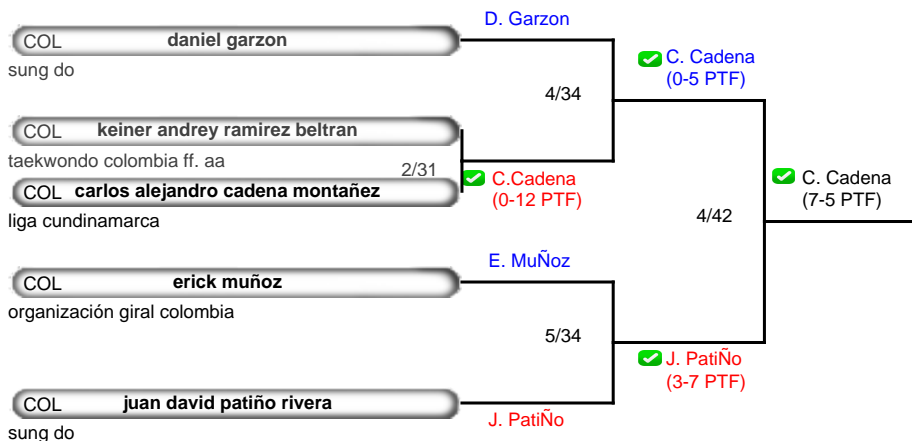 D. Garzon
COL daniel garzon
sung do
C. Cadena
(0-5 PTF)
4/34
COL keiner andrey ramirez beltran
taekwondo colombia ff. aa
2/31
C.Cadena
(0-12 PTF)
COL carlos alejandro cadena montañez
liga cundinamarca
C. Cadena
(7-5 PTF)
4/42
E. MuÑoz
COL erick muñoz
organización giral colombia
5/34
J. PatiÑo
(3-7 PTF)
COL juan david patiño rivera
J. PatiÑo
sung do